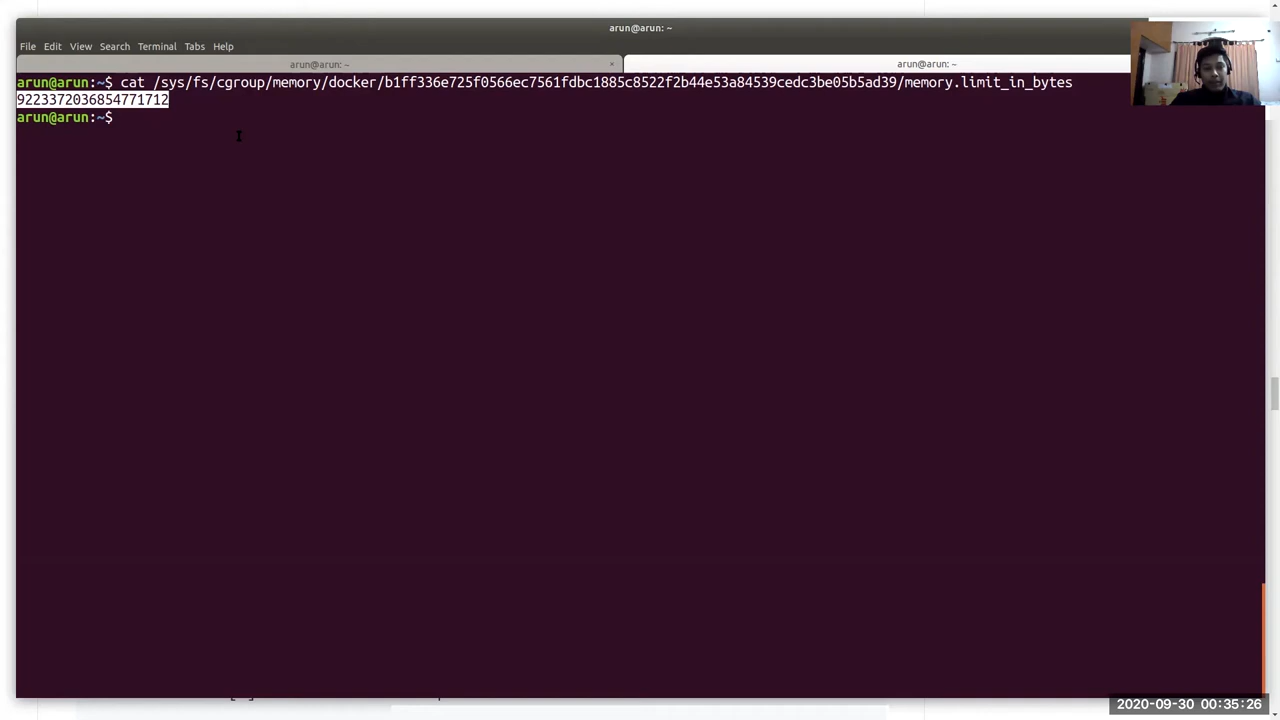 arun@arun: ~
File Edit View Search Terminal Tabs Help
arun@arun: ~ × arun@arun: ~
arun@arun:~$ cat /sys/fs/cgroup/memory/docker/b1ff336e725f0566ec7561fdbc1885c8522f2b44e53a84539cedc3be05b5ad39/memory.limit_in_bytes
9223372036854771712
arun@arun:~$
2020-09-30 00:35:26